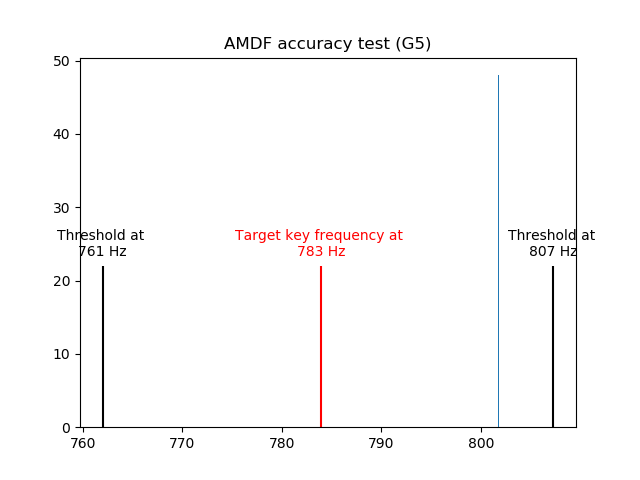 AMDF accuracy test (G5)
50
40
30
Threshold at
761 Hz
Target key frequency at
783 Hz
Threshold at
807 Hz
20
10
0
760
770
780
790
800